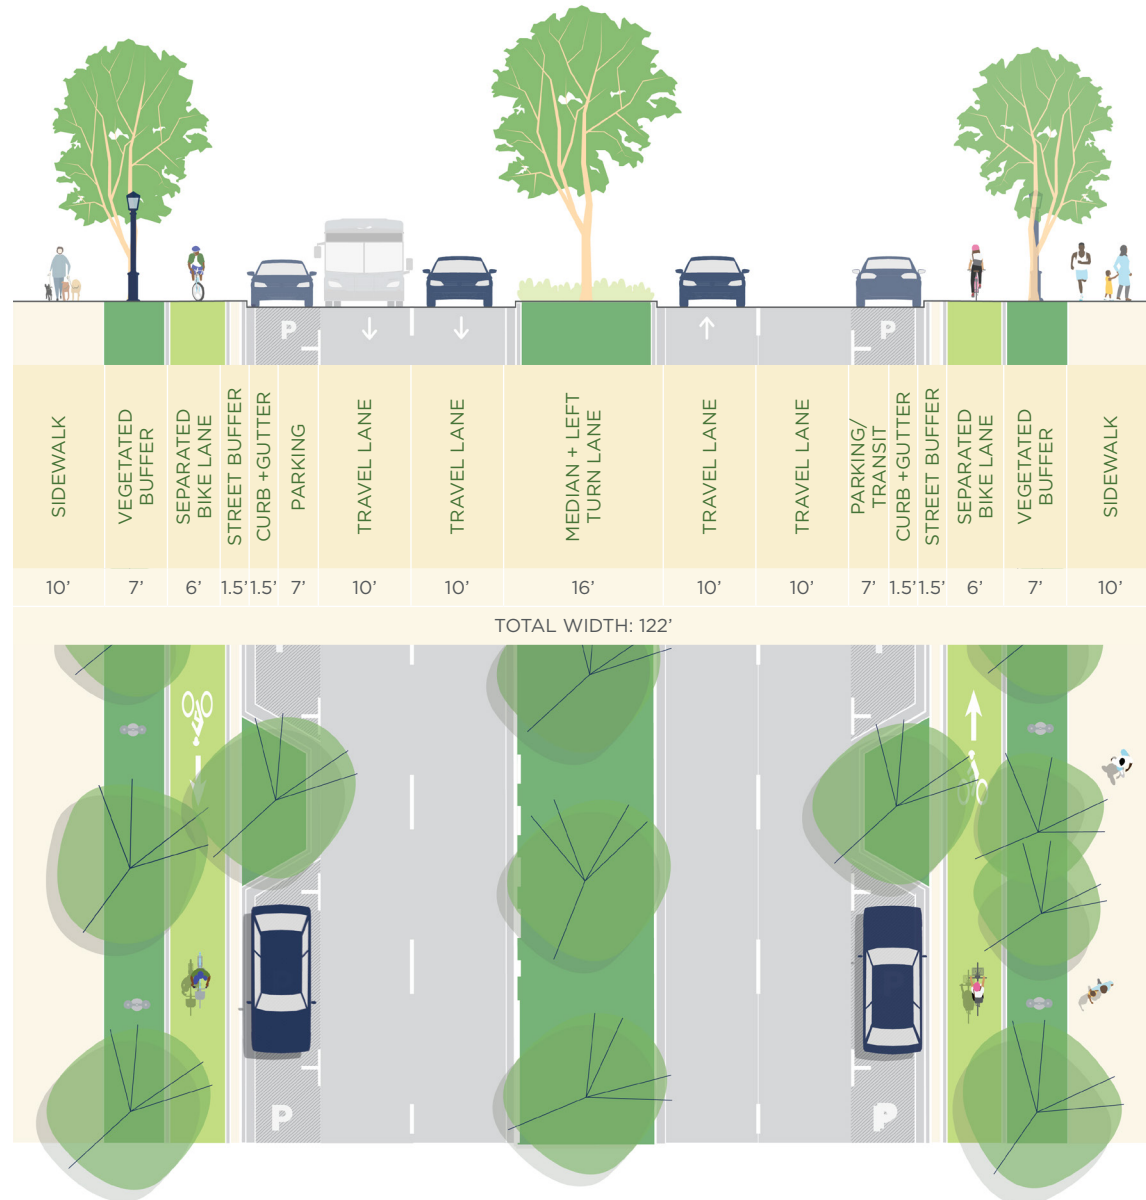 P
P
SIDEWALK
VEGETATED
BUFFER
SEPARATED
BIKE LANE
STREET BUFFER
CURB +GUTTER
PARKING
TRAVEL LANE
TRAVEL LANE
MEDIAN + LEFT
TURN LANE
TRAVEL LANE
TRAVEL LANE
PARKING/
TRANSIT
CURB +GUTTER
STREET BUFFER
SEPARATED
BIKE LANE
VEGETATED
BUFFER
SIDEWALK
10’ 7’ 6’ 1.5’ 1.5’ 7’ 10’ 10’ 16’ 10’ 10’ 7’ 1.5’ 1.5’ 6’ 7’ 10’
TOTAL WIDTH: 122’
P
P